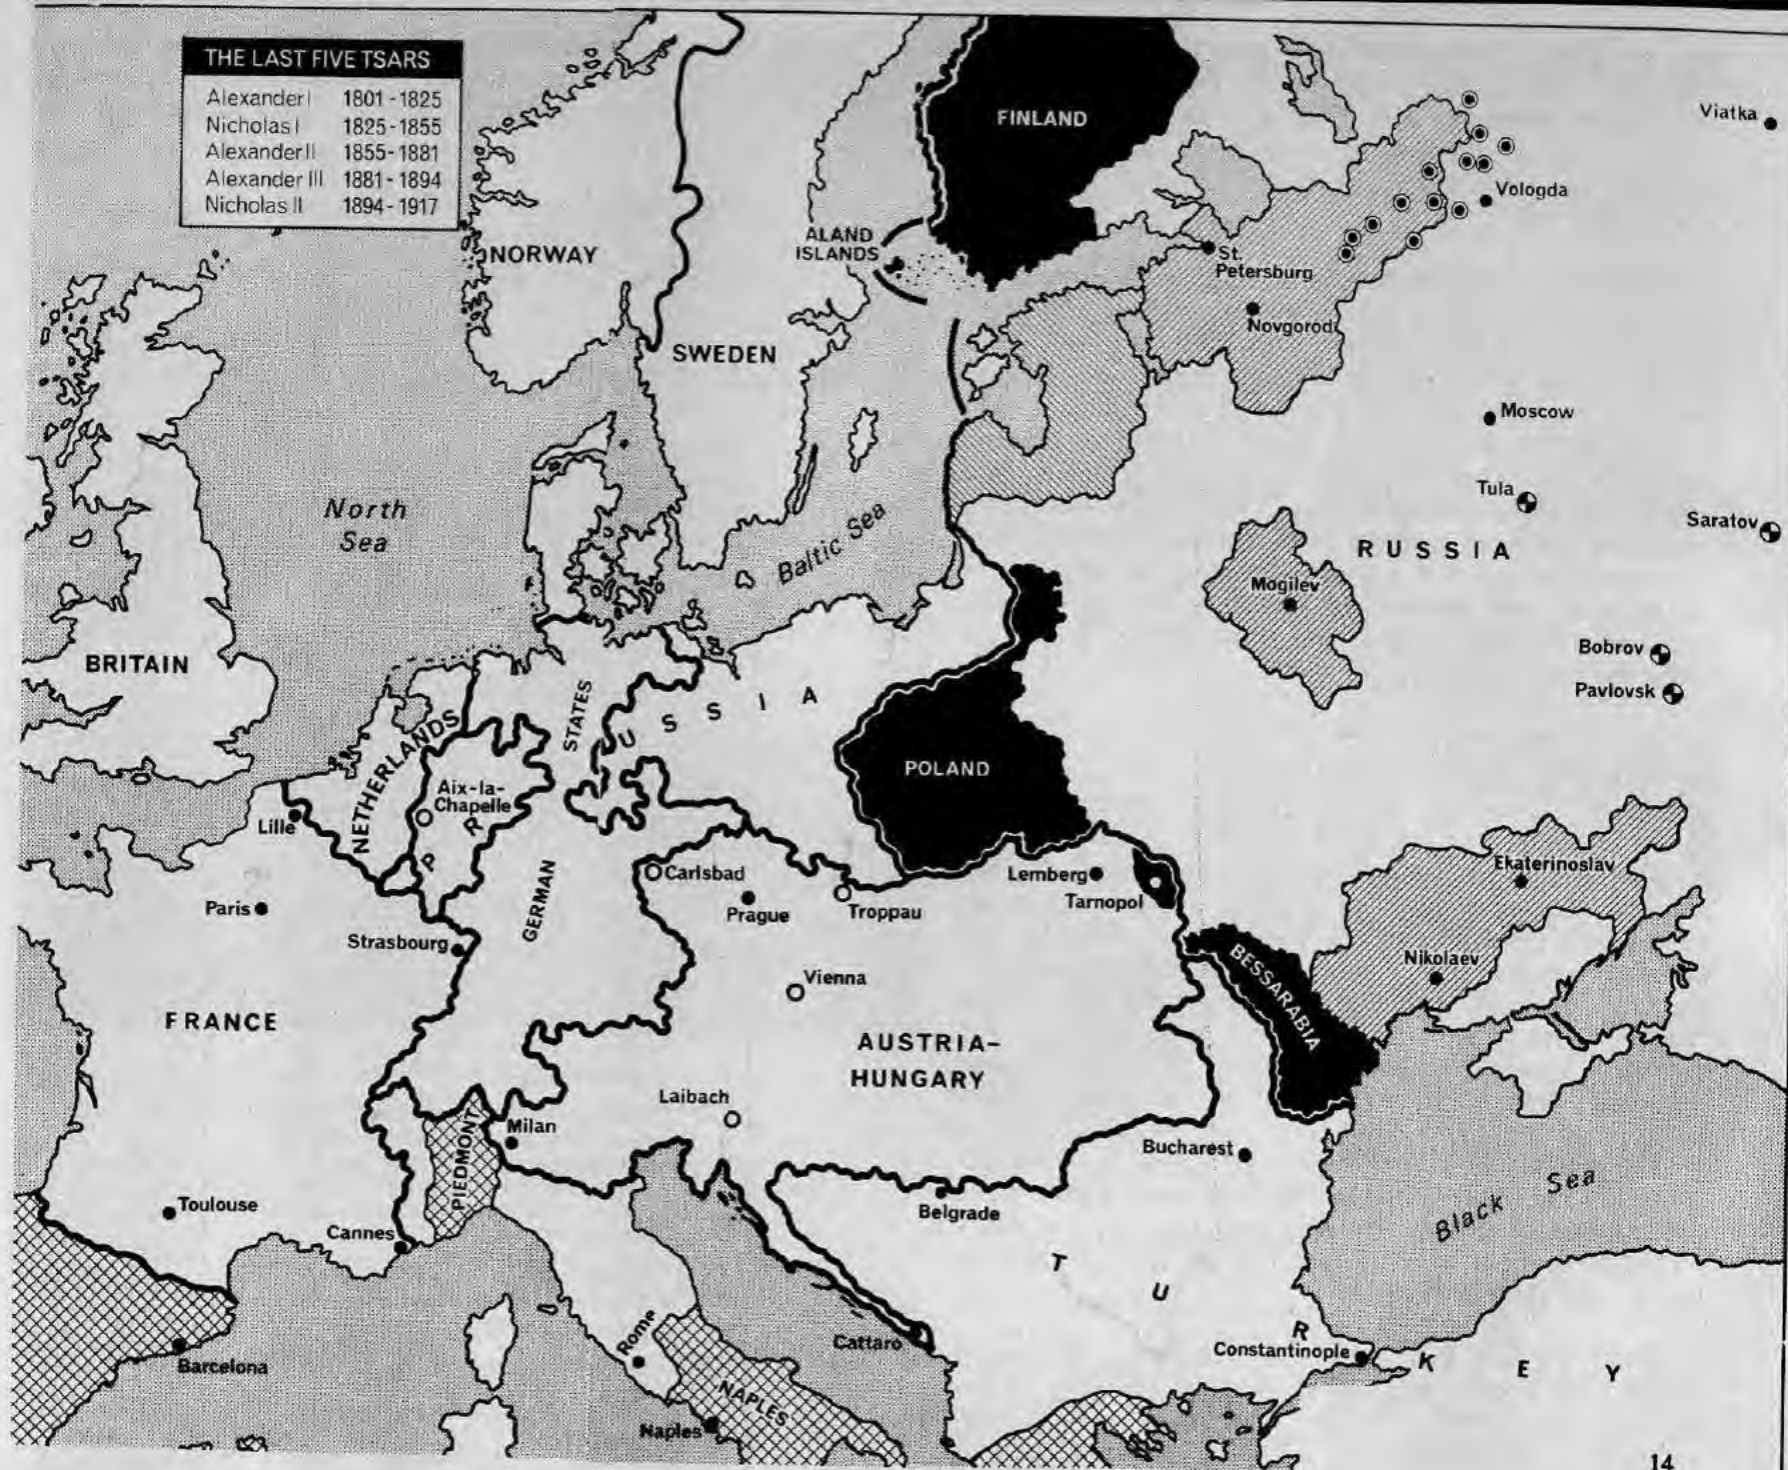 THE LAST FIVE TSARS
Alexander I 1801-1825
Nicholas I 1825-1855
Alexander II 1855-1881
Alexander III 1881-1894
Nicholas II 1894-1917
FINLAND
Viatka
Vologda
NORWAY
ALAND
ISLANDS
St.
Petersburg
Novgorod
SWEDEN
Moscow
Tula
Saratov
North
Sea
Baltic Sea
RUSSIA
Mogilev
BRITAIN
Bobrov
Pavlovsk
STATES
USSIA
NETHERLANDS
POLAND
Aix-la-
Chapelle
PR
Lille
Ekaterinoslav
Carlsbad
Lemberg
Tarnopol
Paris
Prague
Troppau
GERMAN
Strasbourg
Nikolaev
BESSARABIA
Vienna
FRANCE
AUSTRIA-
HUNGARY
Laibach
PIEDMONT
Milan
Bucharest
Toulouse
Belgrade
Black Sea
Cannes
TURKEY
Cattaro
Rome
Constantinople
Barcelona
NAPLES
Naples
14